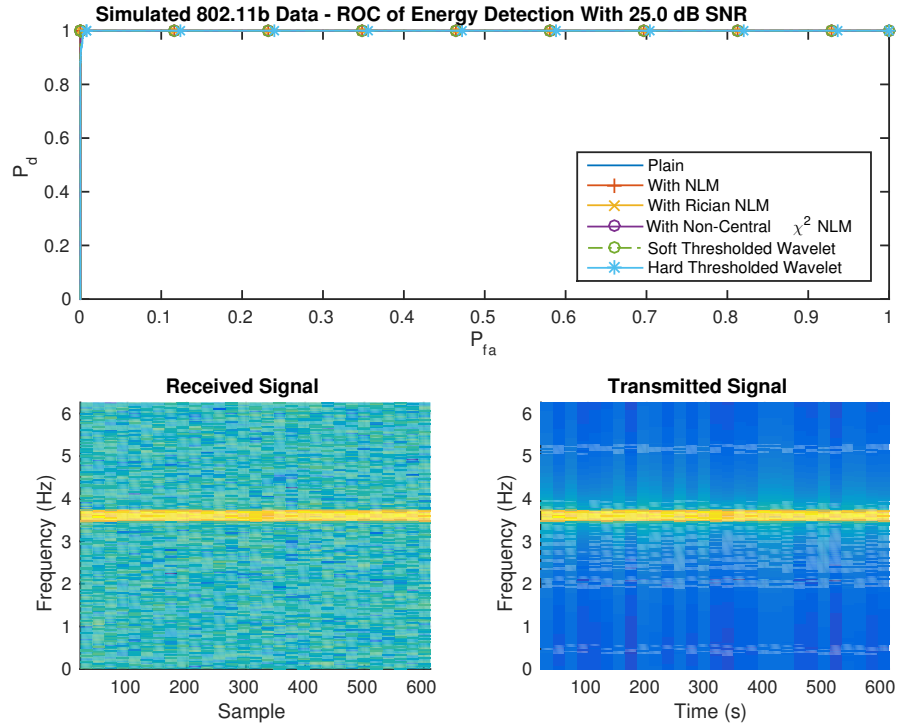 Simulated 802.11b Data - ROC of Energy Detection With 25.0 dB SNR
1
0.8
0.6
0.4
0.2
0
P_d
Plain
With NLM
With Rician NLM
With Non-Central χ² NLM
Soft Thresholded Wavelet
Hard Thresholded Wavelet
0 0.1 0.2 0.3 0.4 0.5 0.6 0.7 0.8 0.9 1
P_fa
Received Signal
6
5
4
3
2
1
0
Frequency (Hz)
100 200 300 400 500 600
Sample
Transmitted Signal
6
5
4
3
2
1
0
Frequency (Hz)
100 200 300 400 500 600
Time (s)